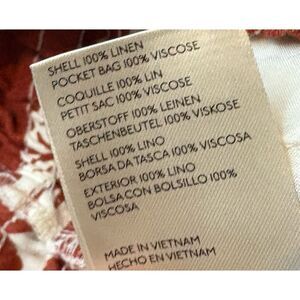 SHELL 100% LINEN
POCKET BAG 100% VISCOSE
COQUILLE 100% LIN
PETIT SAC 100% VISCOSE
OBERSTOFF 100% LEINEN
TASCHENBEUTEL 100% VISKOSE
SHELL 100% LINO
BORSA DA TASCA 100% VISCOSA
EXTERIOR 100% LINO
BOLSA CON BOLSILLO 100%
VISCOSA
MADE IN VIETNAM
HECHO EN VIETNAM